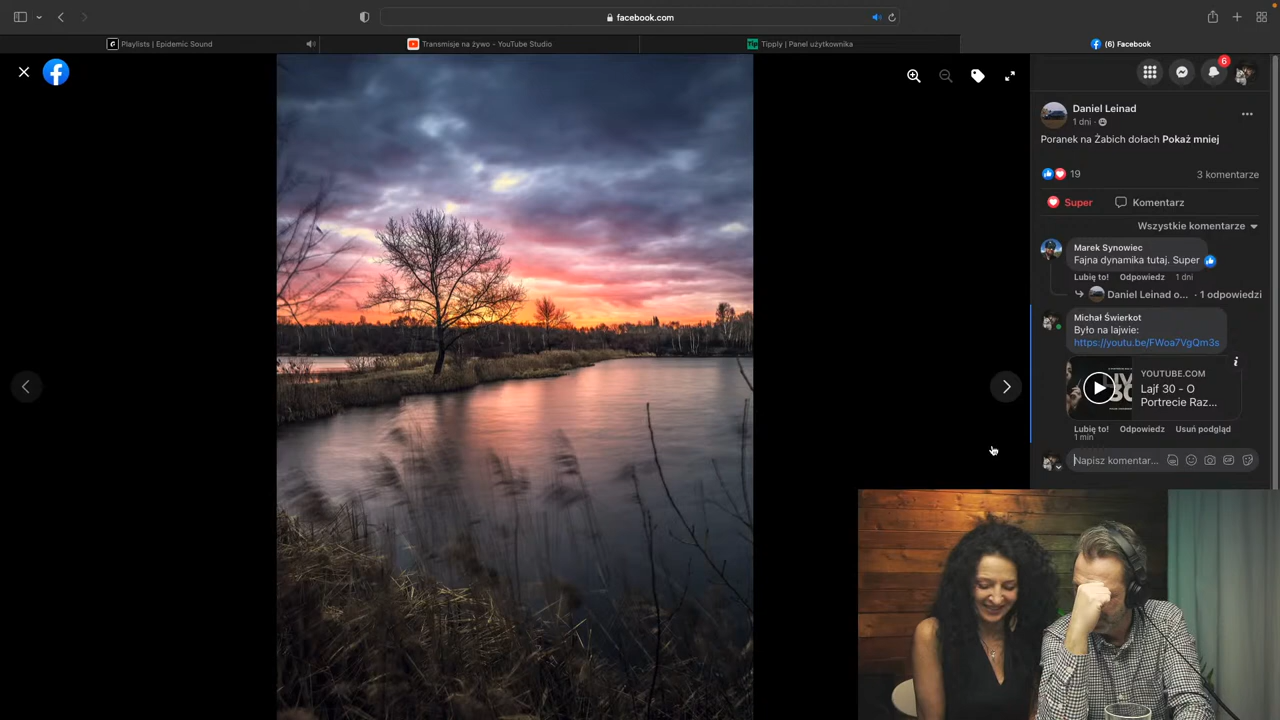 facebook.com
Playlists | Epidemic Sound
Transmisje na żywo - YouTube Studio
Tip Tipply | Panel użytkownika
(6) Facebook
6
Daniel Leinad
1 dni
Poranek na Żabich dołach Pokaż mniej
19
3 komentarze
Super
Komentarz
Wszystkie komentarze
Marek Synowiec
Fajna dynamika tutaj. Super
Lubię to! Odpowiedz 1 dni
Daniel Leinad o... · 1 odpowiedzi
Michał Świerkot
Było na lajwie:
https://youtu.be/FWoa7VgQm3s
YOUTUBE.COM
Lajf 30 - O
Portrecie Raz...
Lubię to! Odpowiedz Usuń podgląd
1 min
Napisz komentar...
GIF